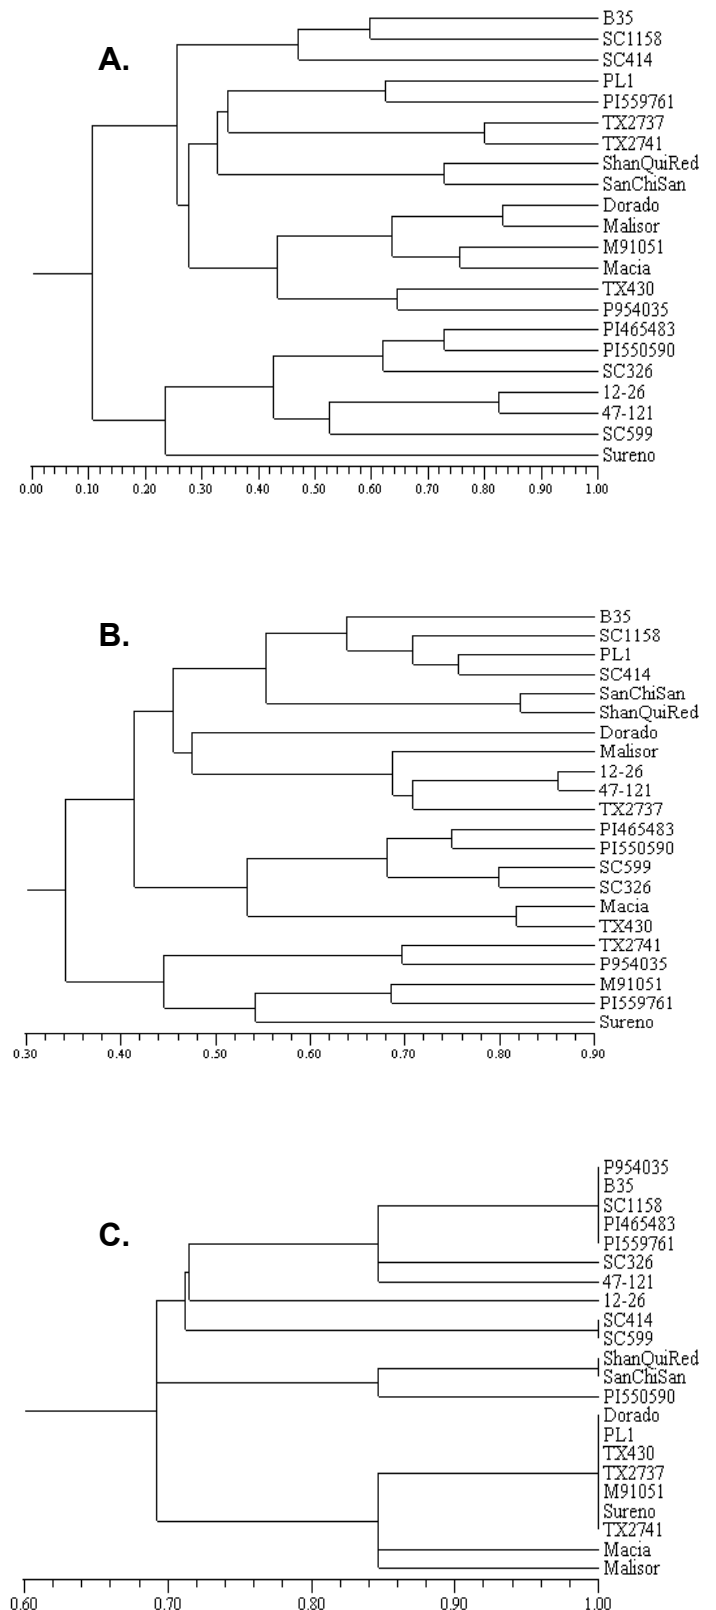 A.
B35
SC1158
SC414
PL1
PI559761
TX2737
TX2741
ShanQuiRed
SanChiSan
Dorado
Malisor
M91051
Macia
TX430
P954035
PI465483
PI550590
SC326
12-26
47-121
SC599
Sureno
0.00 0.10 0.20 0.30 0.40 0.50 0.60 0.70 0.80 0.90 1.00
B.
B35
SC1158
PL1
SC414
SanChiSan
ShanQuiRed
Dorado
Malisor
12-26
47-121
TX2737
PI465483
PI550590
SC599
SC326
Macia
TX430
TX2741
P954035
M91051
PI559761
Sureno
0.30 0.40 0.50 0.60 0.70 0.80 0.90
C.
P954035
B35
SC1158
PI465483
PI559761
SC326
47-121
12-26
SC414
SC599
ShanQuiRed
SanChiSan
PI550590
Dorado
PL1
TX430
TX2737
M91051
Sureno
TX2741
Macia
Malisor
0.60 0.70 0.80 0.90 1.00